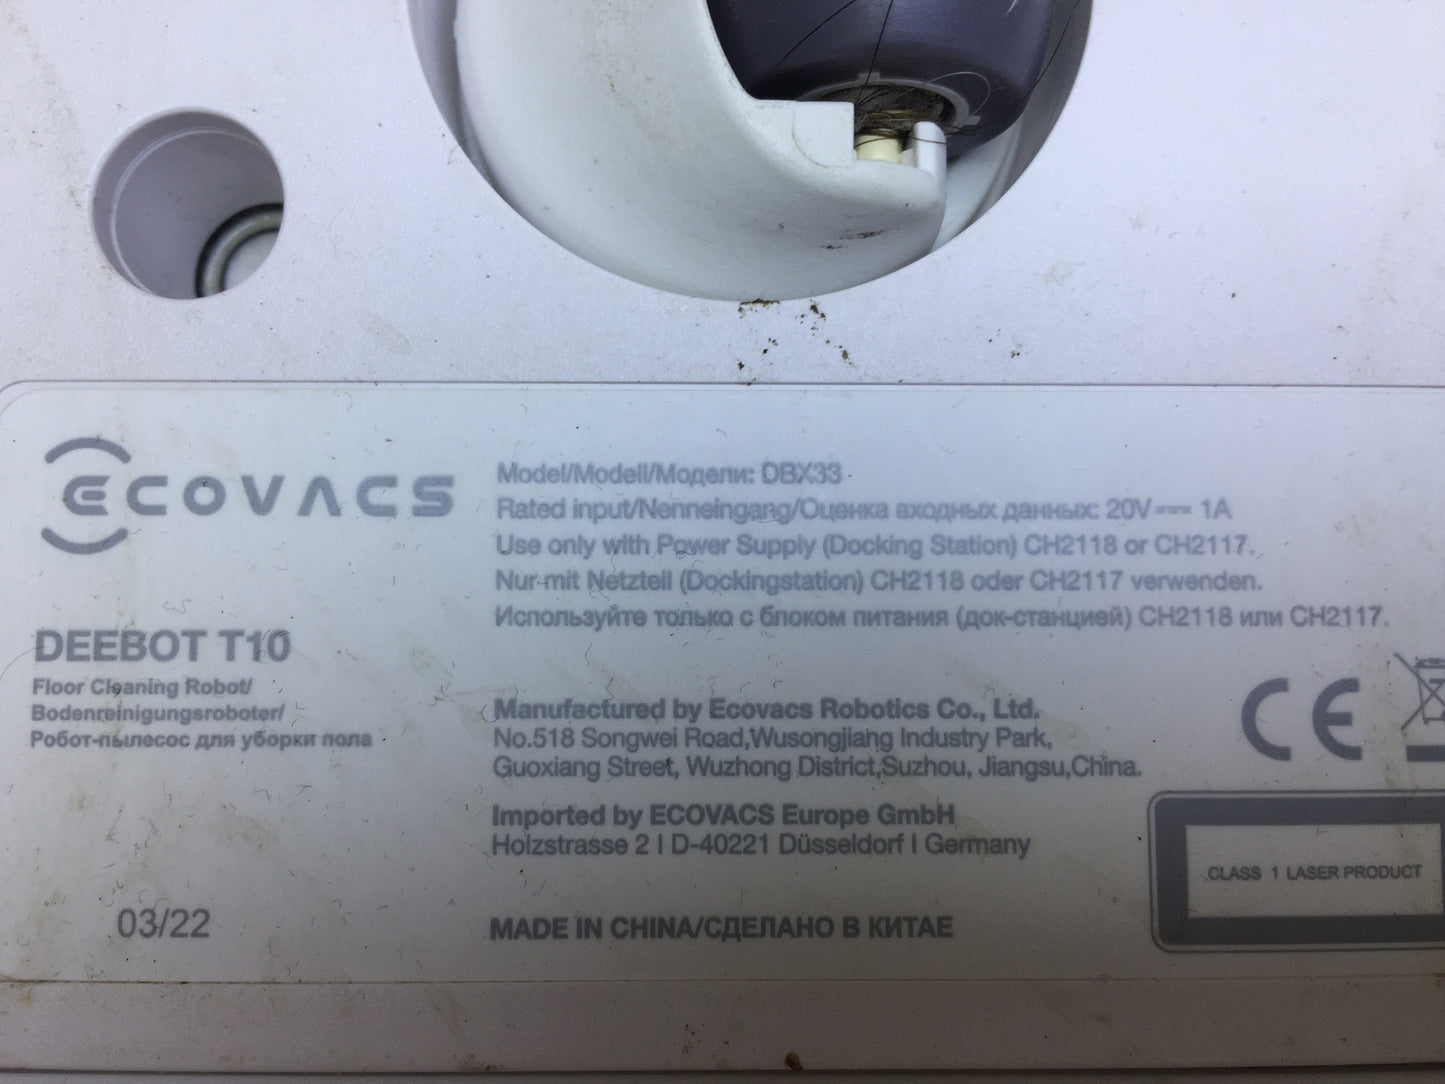 ECOVACS
DEEBOT T10
Floor Cleaning Robot/
Bodenreinigungsroboter/
Робот-пылесос для уборки пола
03/22
Model/Modell/Модели: DBX33
Rated input/Nenneingang/Оценка входных данных: 20V⎓ 1A
Use only with Power Supply (Docking Station) CH2118 or CH2117.
Nur mit Netzteil (Dockingstation) CH2118 oder CH2117 verwenden.
Используйте только с блоком питания (док-станцией) CH2118 или CH2117.
Manufactured by Ecovacs Robotics Co., Ltd.
No.518 Songwei Road,Wusongjiang Industry Park,
Guoxiang Street, Wuzhong District,Suzhou, Jiangsu,China.
Imported by ECOVACS Europe GmbH
Holzstrasse 2 I D-40221 Düsseldorf I Germany
MADE IN CHINA/СДЕЛАНО В КИТАЕ
CE
CLASS 1 LASER PRODUCT